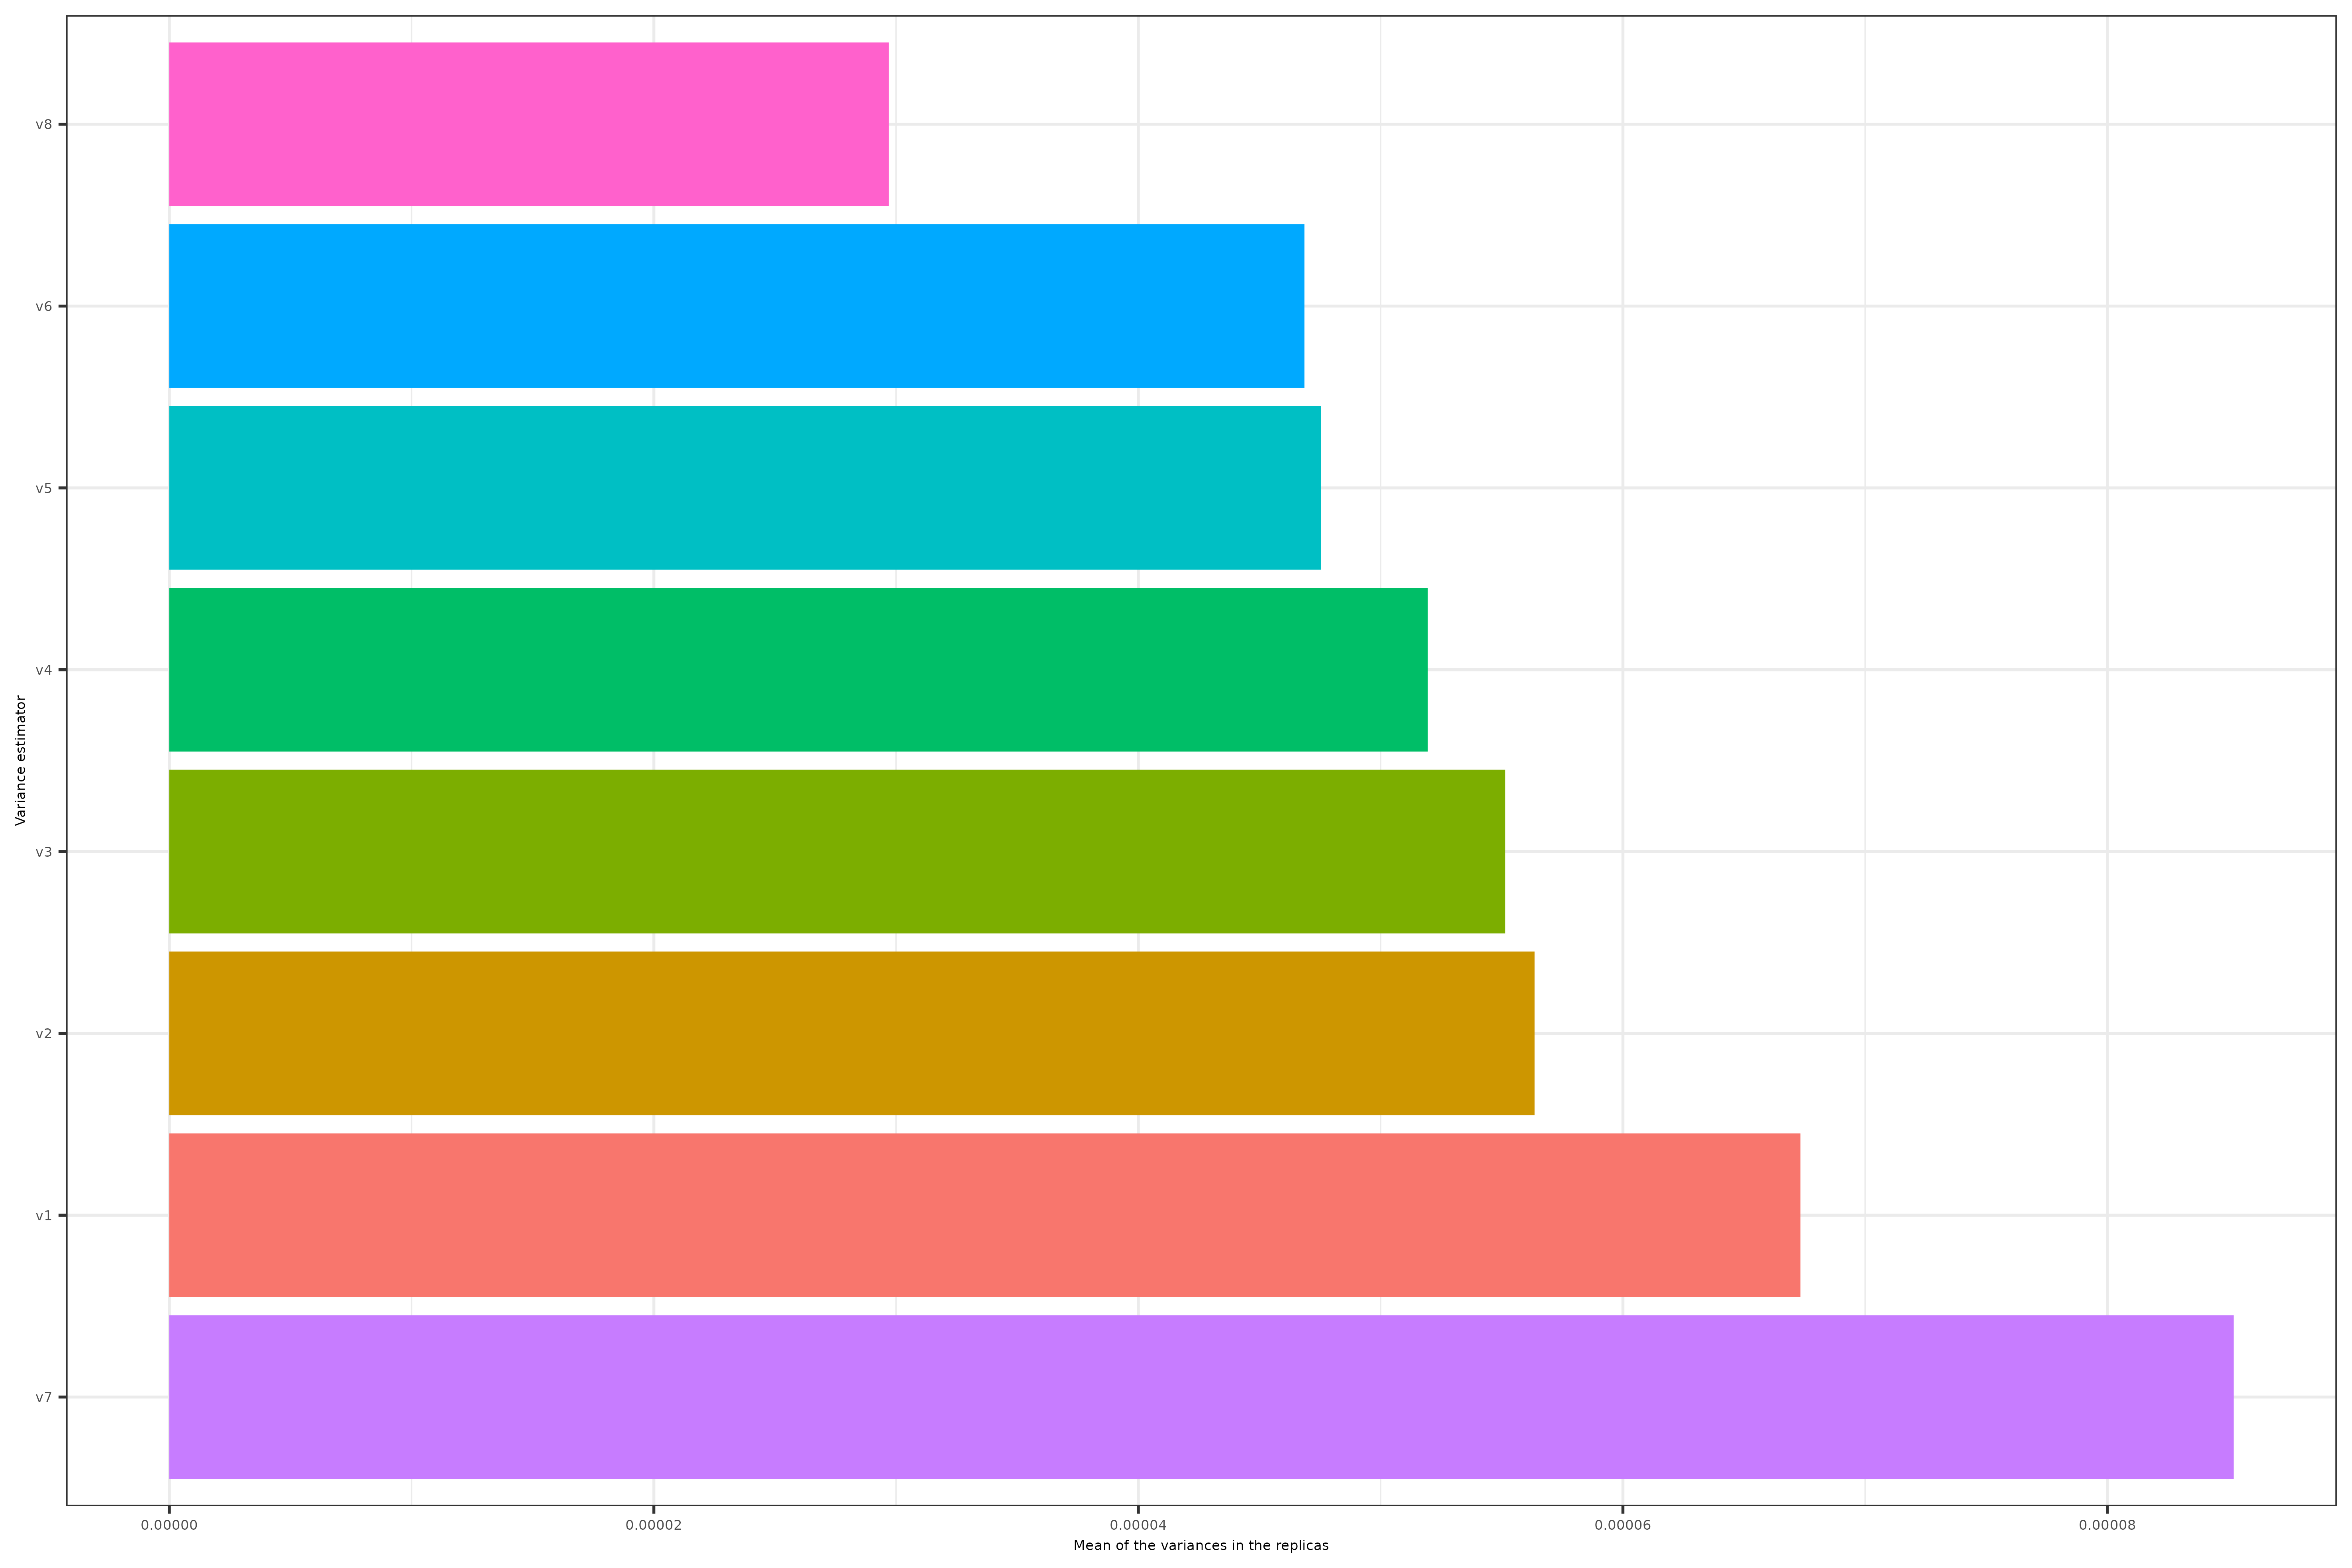 v8
v6
v5
v4
v3
v2
v1
v7
Variance estimator
0.00000 0.00002 0.00004 0.00006 0.00008
Mean of the variances in the replicas